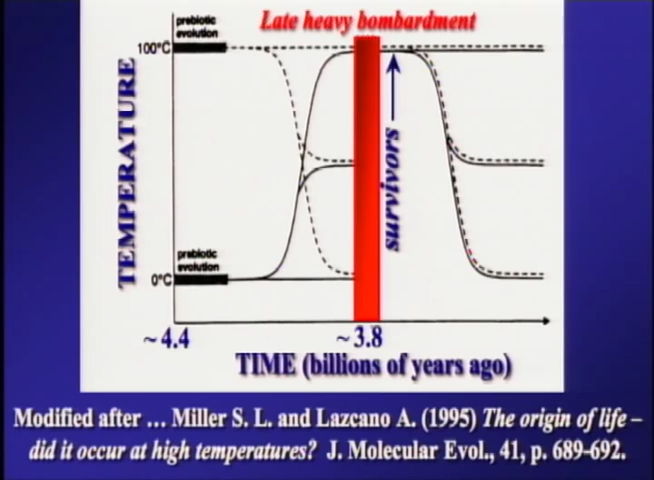 Late heavy bombardment
prebiotic
evolution
100°C
TEMPERATURE
survivors
prebiotic
evolution
0°C
~ 4.4
~ 3.8
TIME (billions of years ago)
Modified after ... Miller S. L. and Lazcano A. (1995) The origin of life –
did it occur at high temperatures? J. Molecular Evol., 41, p. 689-692.